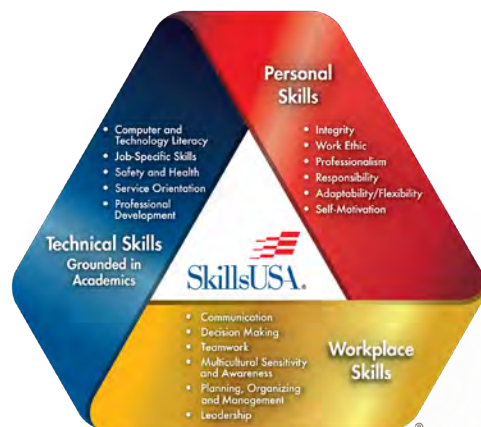 Personal
Skills
• Integrity
• Work Ethic
• Professionalism
• Responsibility
• Adaptability/Flexibility
• Self-Motivation
• Computer and
Technology Literacy
• Job-Specific Skills
• Safety and Health
• Service Orientation
• Professional
Development
Technical Skills
Grounded in
Academics
SkillsUSA®
• Communication
• Decision Making
• Teamwork
• Multicultural Sensitivity
and Awareness
• Planning, Organizing
and Management
• Leadership
Workplace
Skills
®